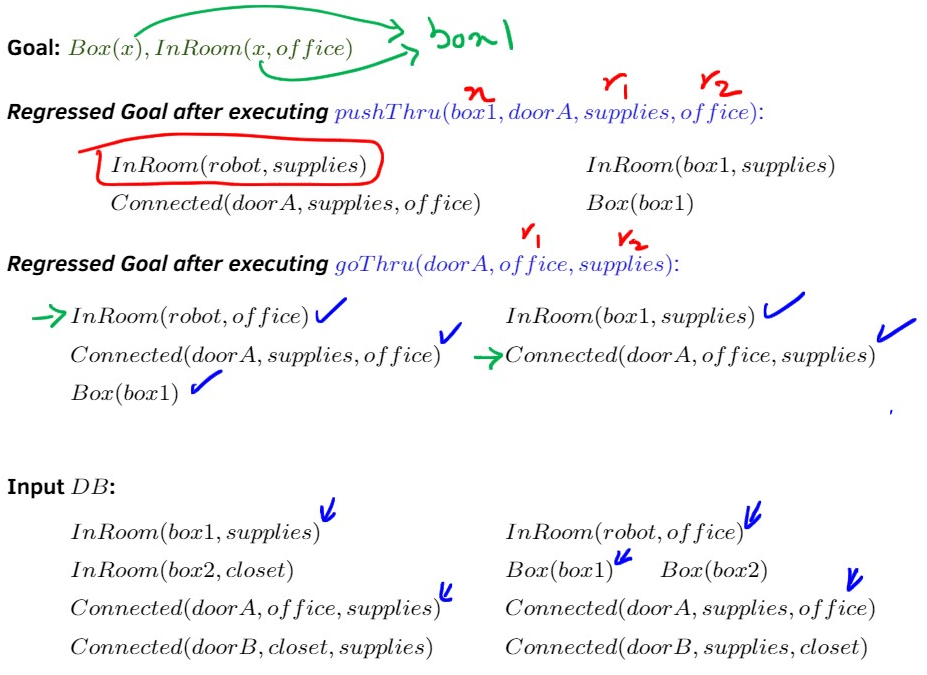 Goal: Box(x), InRoom(x, office) box1
x r1 r2
Regressed Goal after executing pushThru(box1, doorA, supplies, office):
InRoom(robot, supplies) InRoom(box1, supplies)
Connected(doorA, supplies, office) Box(box1)
r1 r2
Regressed Goal after executing goThru(doorA, office, supplies):
InRoom(robot, office) InRoom(box1, supplies)
Connected(doorA, supplies, office) Connected(doorA, office, supplies)
Box(box1)
Input DB:
InRoom(box1, supplies) InRoom(robot, office)
InRoom(box2, closet) Box(box1) Box(box2)
Connected(doorA, office, supplies) Connected(doorA, supplies, office)
Connected(doorB, closet, supplies) Connected(doorB, supplies, closet)